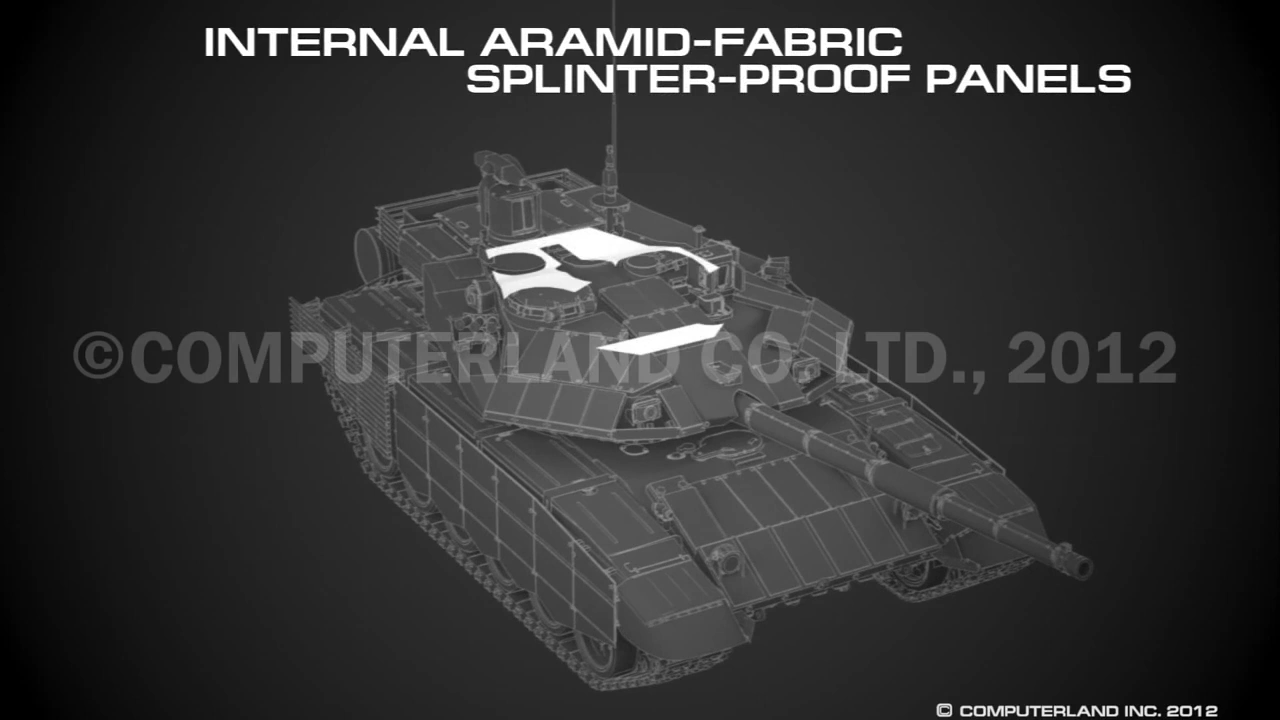 INTERNAL ARAMID-FABRIC
SPLINTER-PROOF PANELS
©COMPUTERLAND CO. LTD., 2012
© COMPUTERLAND INC. 2012